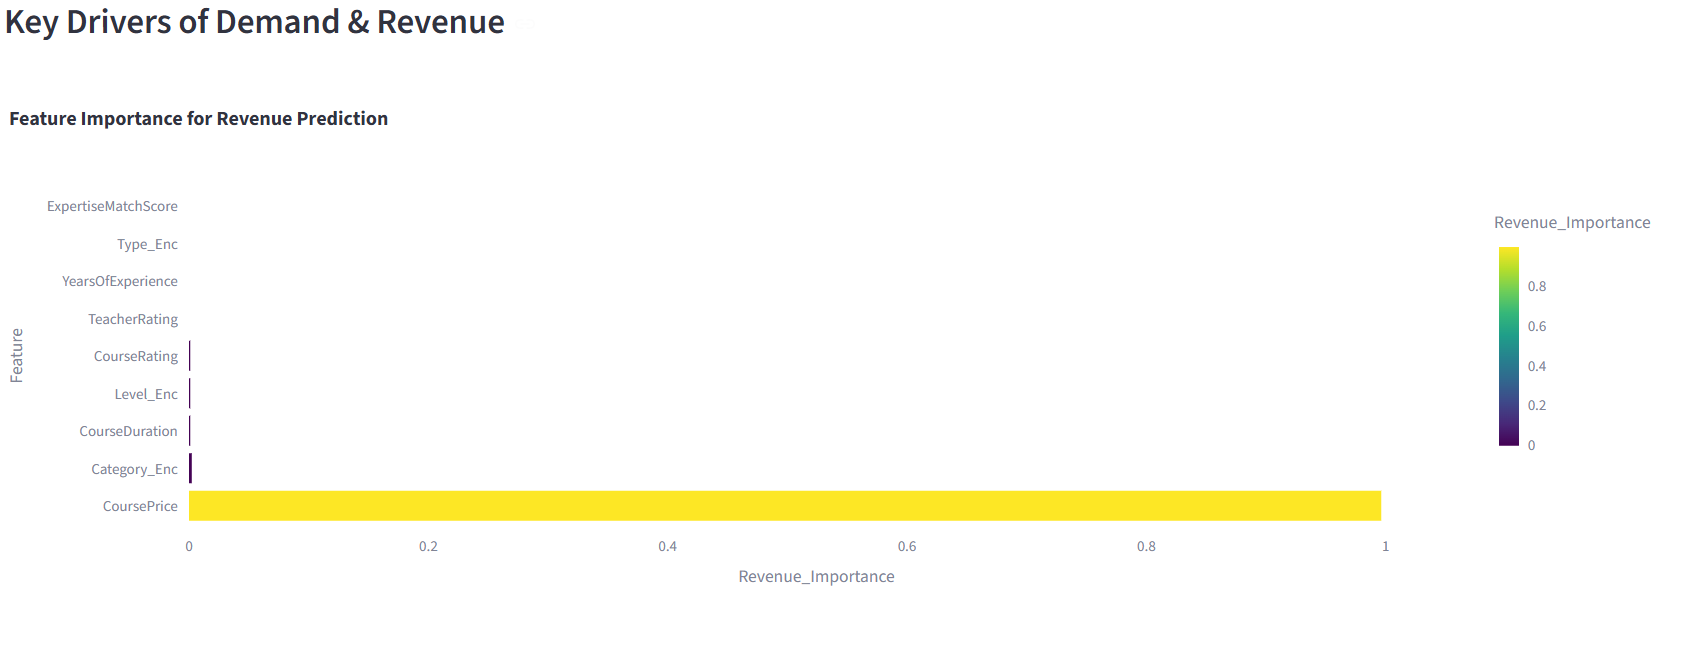 Key Drivers of Demand & Revenue
Feature Importance for Revenue Prediction
Feature
ExpertiseMatchScore
Type_Enc
YearsOfExperience
TeacherRating
CourseRating
Level_Enc
CourseDuration
Category_Enc
CoursePrice
0 0.2 0.4 0.6 0.8 1
Revenue_Importance
Revenue_Importance
0.8
0.6
0.4
0.2
0